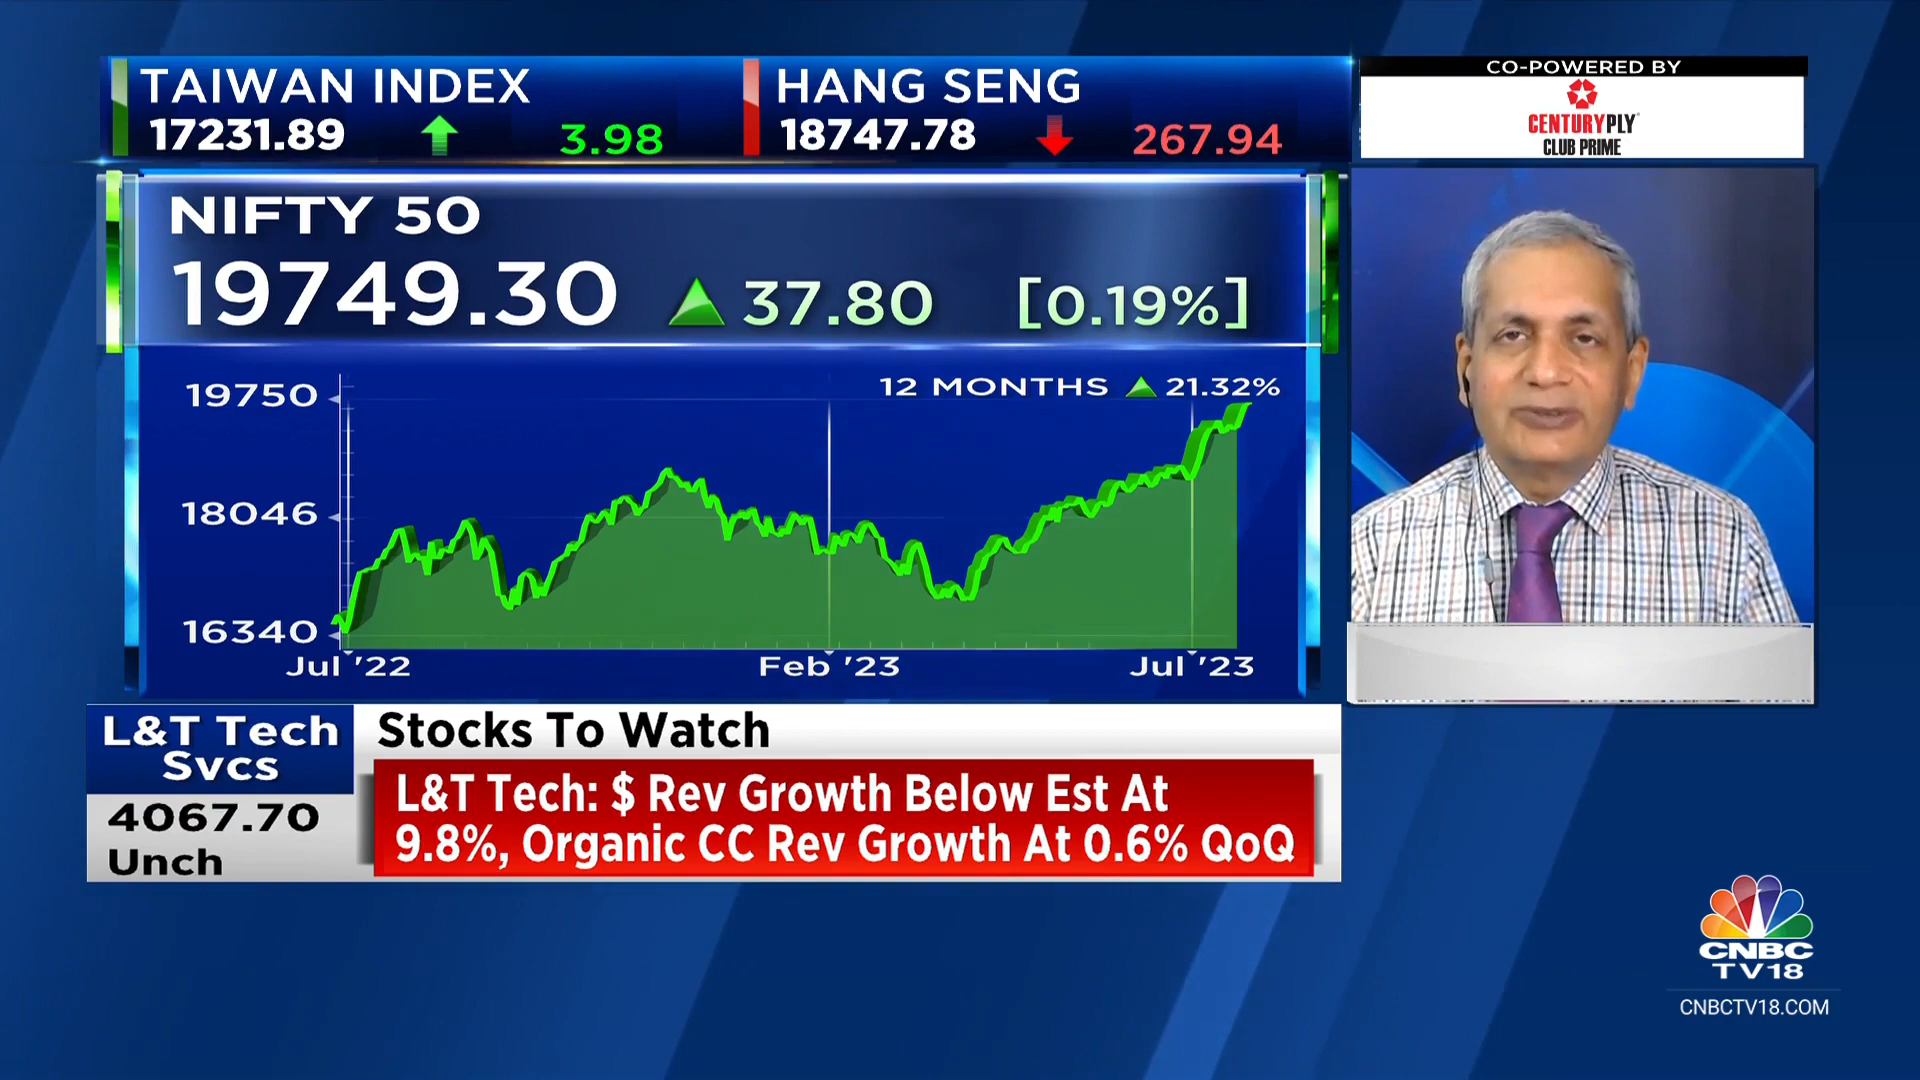 TAIWAN INDEX
17231.89 3.98
HANG SENG
18747.78 267.94
CO-POWERED BY
CENTURYPLY
CLUB PRIME
NIFTY 50
19749.30 37.80 [0.19%]
12 MONTHS 21.32%
19750
18046
16340
Jul '22 Feb '23 Jul '23
L&T Tech
Svcs
4067.70
Unch
Stocks To Watch
L&T Tech: $ Rev Growth Below Est At
9.8%, Organic CC Rev Growth At 0.6% QoQ
CNBC
TV18
CNBCTV18.COM